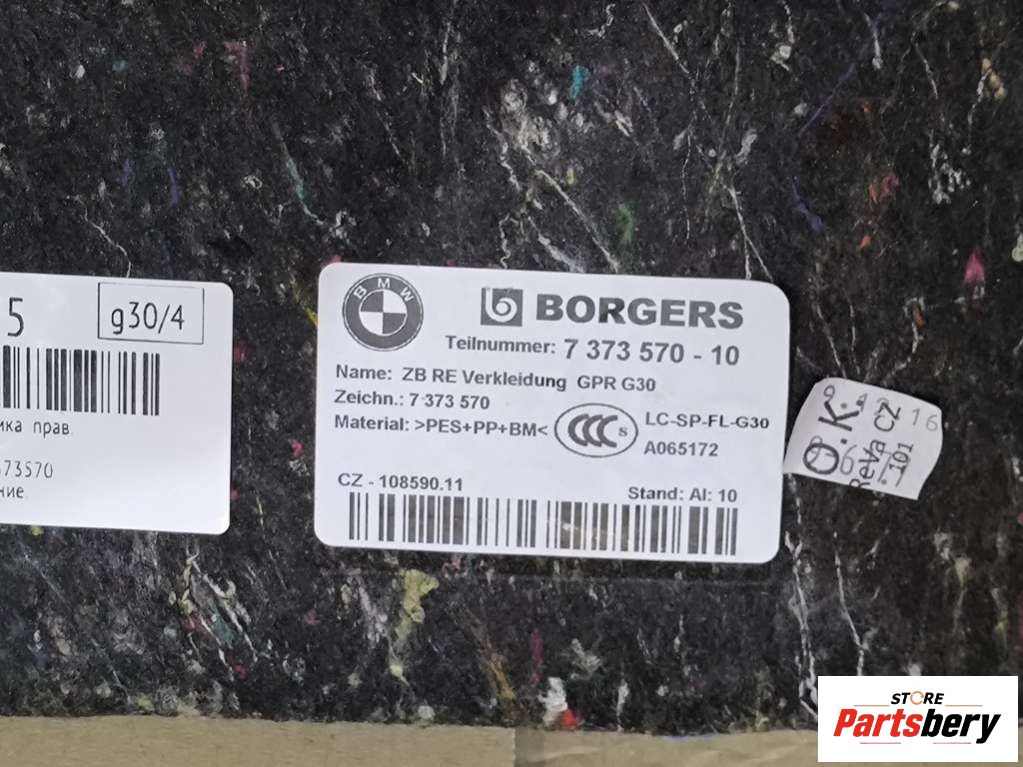 5
g30/4
ика прав.
373570
ние.
BMW
BORGERS
Teilnummer: 7 373 570 - 10
Name: ZB RE Verkleidung GPR G30
Zeichn.: 7 373 570
Material: >PES+PP+BM<
CCC S
LC-SP-FL-G30
A065172
CZ - 108590.11
Stand: AI: 10
O.K.
ReVa CZ
101
STORE
Partsbery